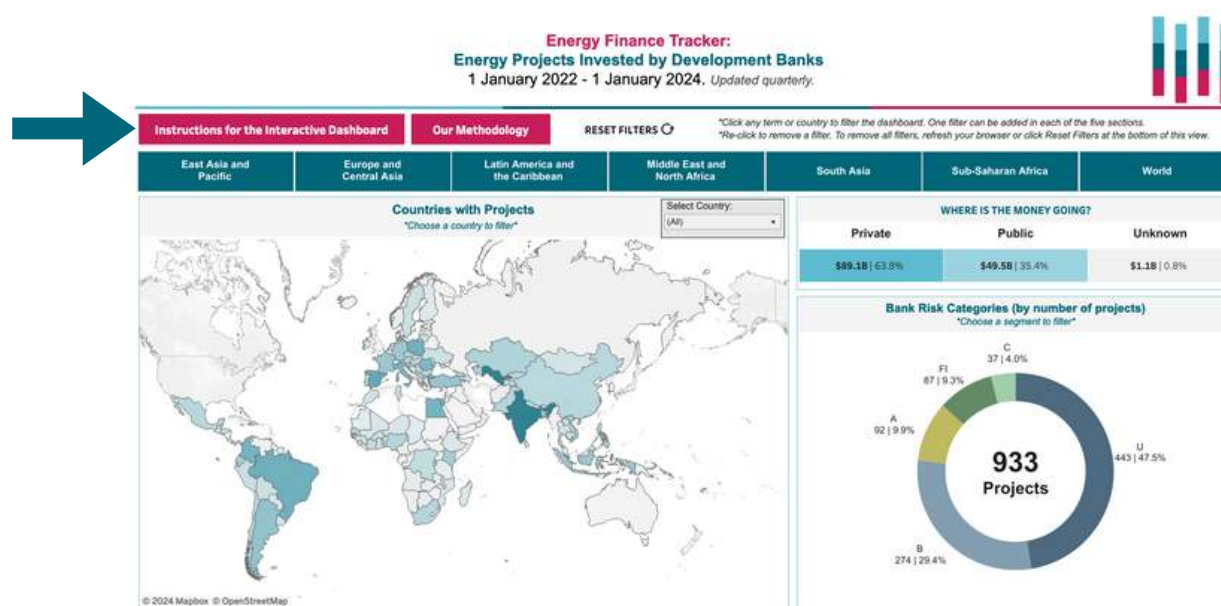 Energy Finance Tracker:
Energy Projects Invested by Development Banks
1 January 2022 - 1 January 2024. Updated quarterly.
Instructions for the Interactive Dashboard
Our Methodology
RESET FILTERS
*Click any term or country to filter the dashboard. One filter can be added in each of the five sections.
*Re-click to remove a filter. To remove all filters, refresh your browser or click Reset Filters at the bottom of this view.
East Asia and
Pacific
Europe and
Central Asia
Latin America and
the Caribbean
Middle East and
North Africa
South Asia
Sub-Saharan Africa
World
Countries with Projects
*Choose a country to filter*
Select Country:
(All)
WHERE IS THE MONEY GOING?
Private
Public
Unknown
$89.1B | 63.8%
$49.5B | 35.4%
$1.1B | 0.8%
Bank Risk Categories (by number of projects)
*Choose a segment to filter*
C
37 | 4.0%
FI
87 | 9.3%
A
92 | 9.9%
U
443 | 47.5%
933
Projects
B
274 | 29.4%
© 2024 Mapbox © OpenStreetMap